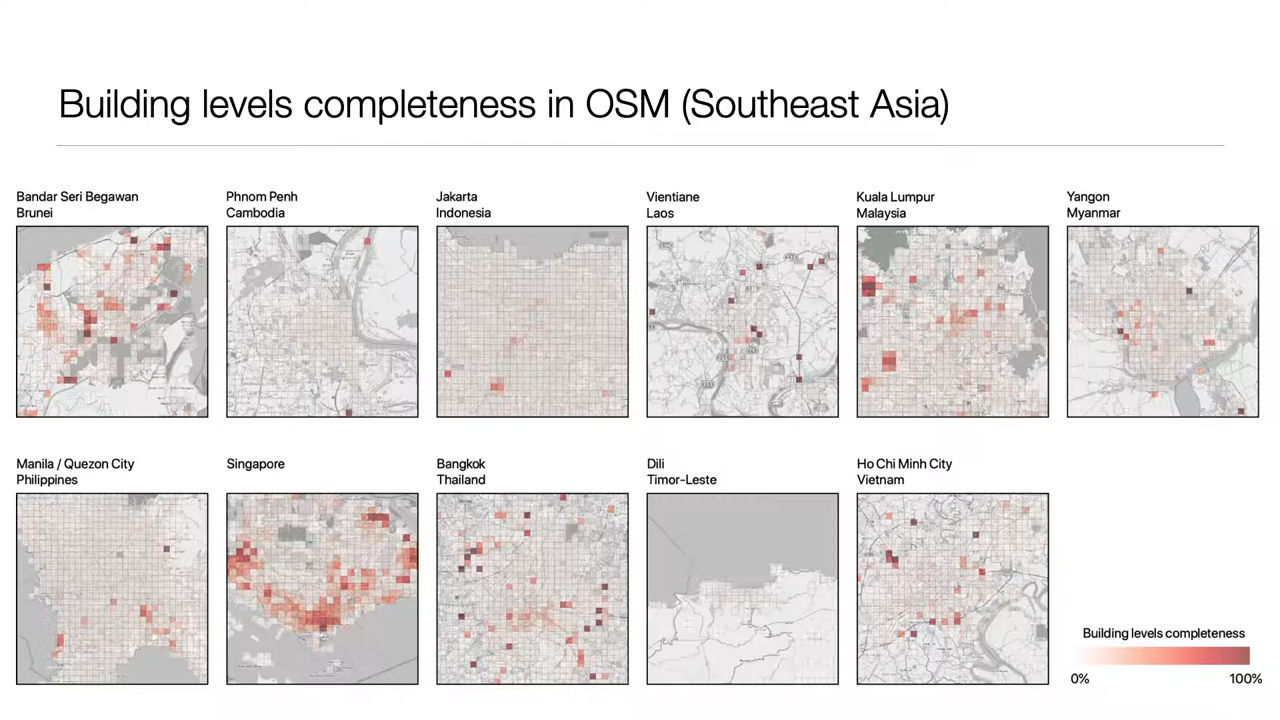 Building levels completeness in OSM (Southeast Asia)
Bandar Seri Begawan
Brunei
Phnom Penh
Cambodia
Jakarta
Indonesia
Vientiane
Laos
Kuala Lumpur
Malaysia
Yangon
Myanmar
Manila / Quezon City
Philippines
Singapore
Bangkok
Thailand
Dili
Timor-Leste
Ho Chi Minh City
Vietnam
Building levels completeness
0%
100%